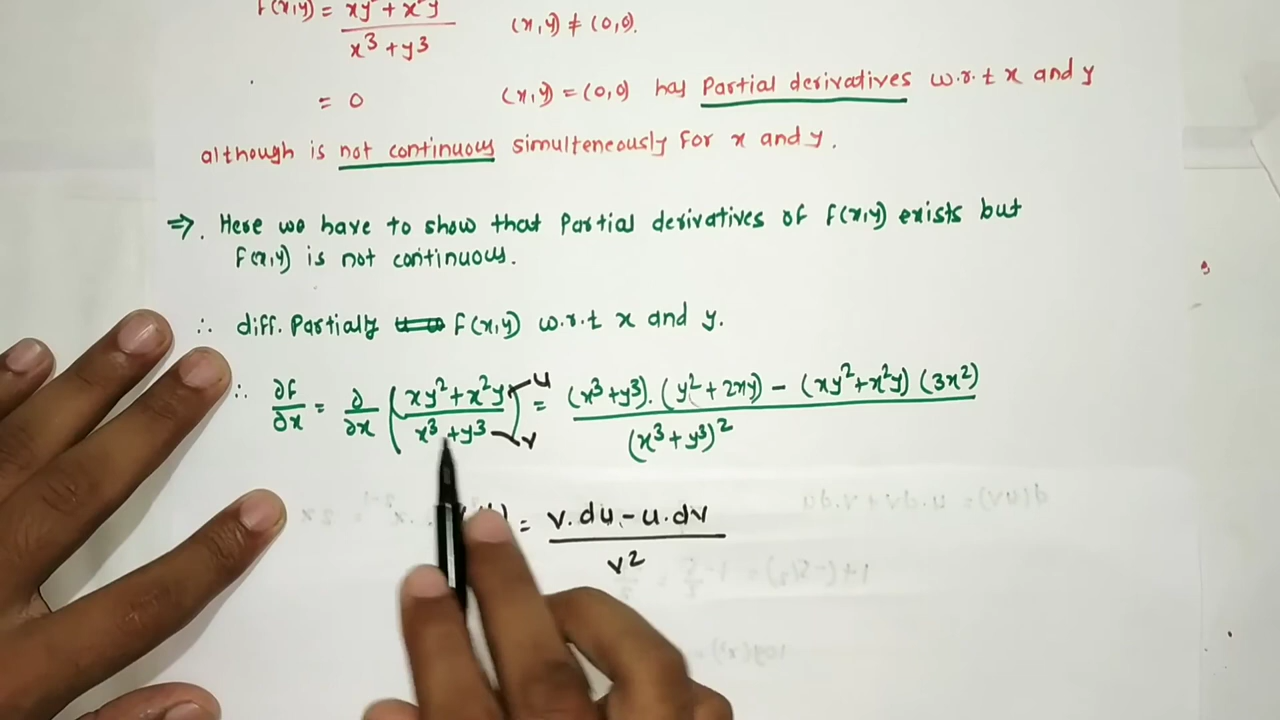 f(x,y) = xy² + x²y / x³ + y³ (x,y) ≠ (0,0).
= 0 (x,y) = (0,0) has Partial derivatives w.r.t x and y
although is not continuous simulteneously for x and y.
⇒. Here we have to show that Partial derivatives of f(x,y) exists but
f(x,y) is not continuous.
∴ diff. Partially f(x,y) w.r.t x and y.
∴ ∂f/∂x = ∂/∂x (xy² + x²y / x³ + y³) u v = (x³ + y³). (y² + 2xy) − (xy² + x²y) (3x²) / (x³ + y³)²
= v.du − u.dv / v²